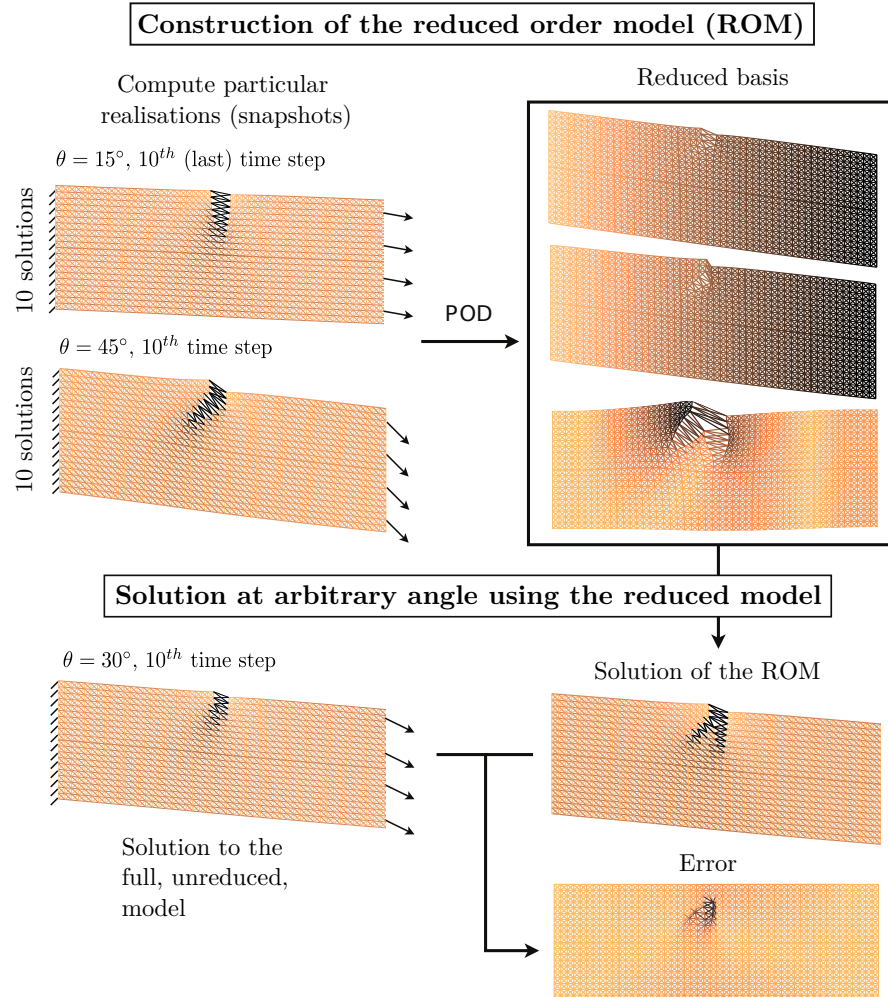 Construction of the reduced order model (ROM)
Compute particular
realisations (snapshots)
θ = 15°, 10th (last) time step
10 solutions
θ = 45°, 10th time step
10 solutions
POD
Reduced basis
Solution at arbitrary angle using the reduced model
θ = 30°, 10th time step
Solution to the
full, unreduced,
model
Solution of the ROM
Error